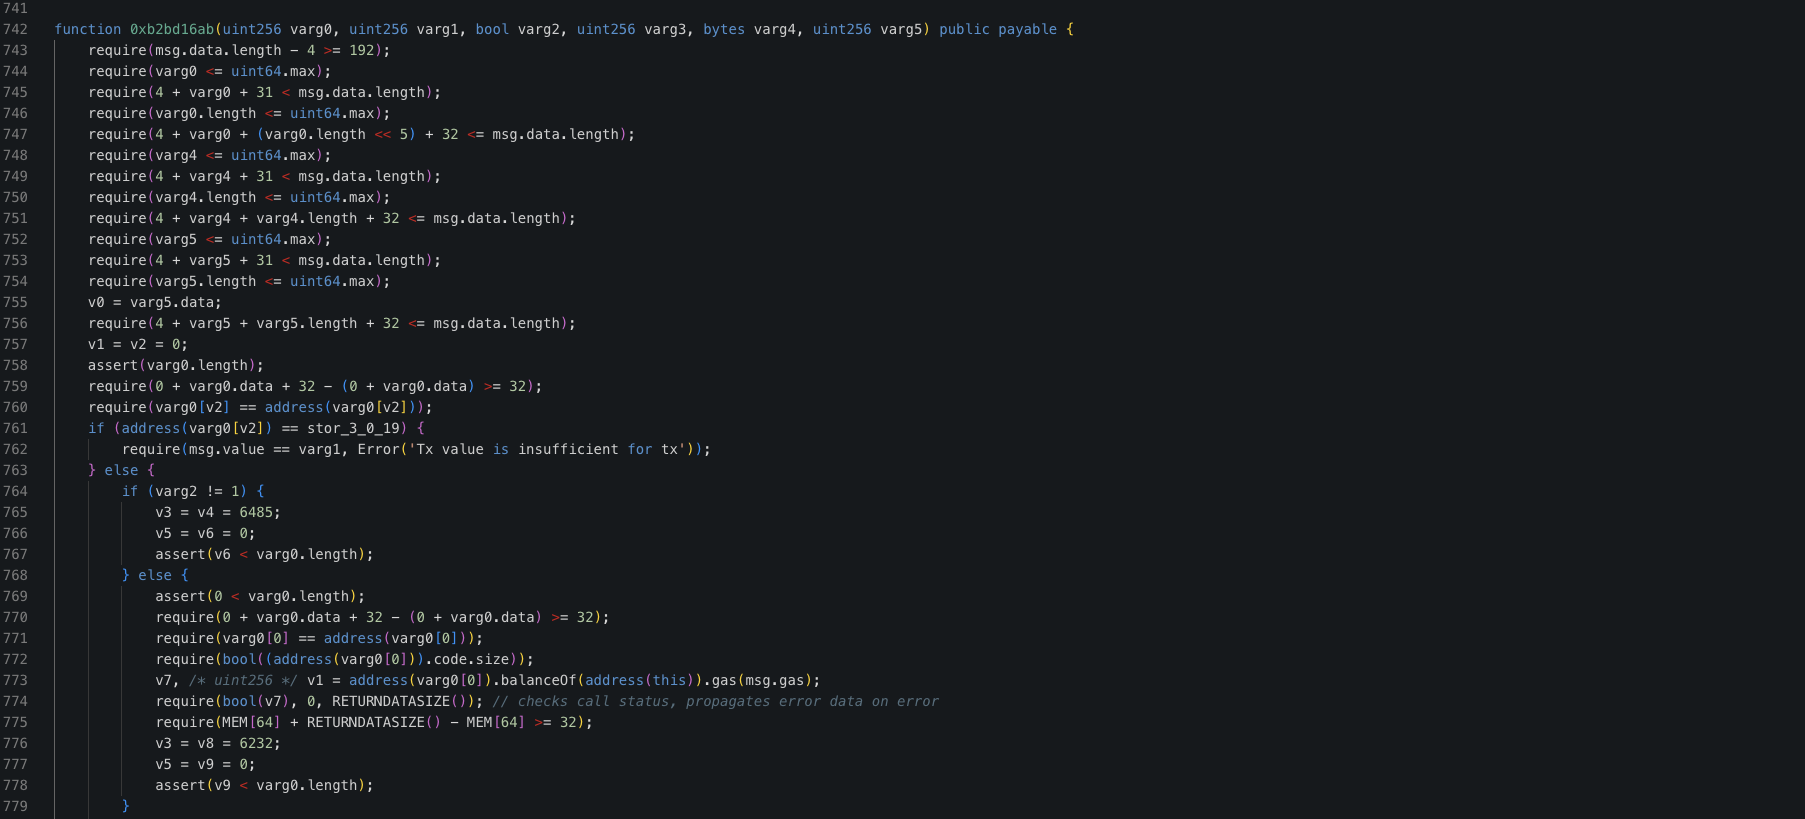 741
742 function 0xb2bd16ab(uint256 varg0, uint256 varg1, bool varg2, uint256 varg3, bytes varg4, uint256 varg5) public payable {
743     require(msg.data.length - 4 >= 192);
744     require(varg0 <= uint64.max);
745     require(4 + varg0 + 31 < msg.data.length);
746     require(varg0.length <= uint64.max);
747     require(4 + varg0 + (varg0.length << 5) + 32 <= msg.data.length);
748     require(varg4 <= uint64.max);
749     require(4 + varg4 + 31 < msg.data.length);
750     require(varg4.length <= uint64.max);
751     require(4 + varg4 + varg4.length + 32 <= msg.data.length);
752     require(varg5 <= uint64.max);
753     require(4 + varg5 + 31 < msg.data.length);
754     require(varg5.length <= uint64.max);
755     v0 = varg5.data;
756     require(4 + varg5 + varg5.length + 32 <= msg.data.length);
757     v1 = v2 = 0;
758     assert(varg0.length);
759     require(0 + varg0.data + 32 - (0 + varg0.data) >= 32);
760     require(varg0[v2] == address(varg0[v2]));
761     if (address(varg0[v2]) == stor_3_0_19) {
762         require(msg.value == varg1, Error('Tx value is insufficient for tx'));
763     } else {
764         if (varg2 != 1) {
765             v3 = v4 = 6485;
766             v5 = v6 = 0;
767             assert(v6 < varg0.length);
768         } else {
769             assert(0 < varg0.length);
770             require(0 + varg0.data + 32 - (0 + varg0.data) >= 32);
771             require(varg0[0] == address(varg0[0]));
772             require(bool((address(varg0[0])).code.size));
773             v7, /* uint256 */ v1 = address(varg0[0]).balanceOf(address(this)).gas(msg.gas);
774             require(bool(v7), 0, RETURNDATASIZE()); // checks call status, propagates error data on error
775             require(MEM[64] + RETURNDATASIZE() - MEM[64] >= 32);
776             v3 = v8 = 6232;
777             v5 = v9 = 0;
778             assert(v9 < varg0.length);
779         }